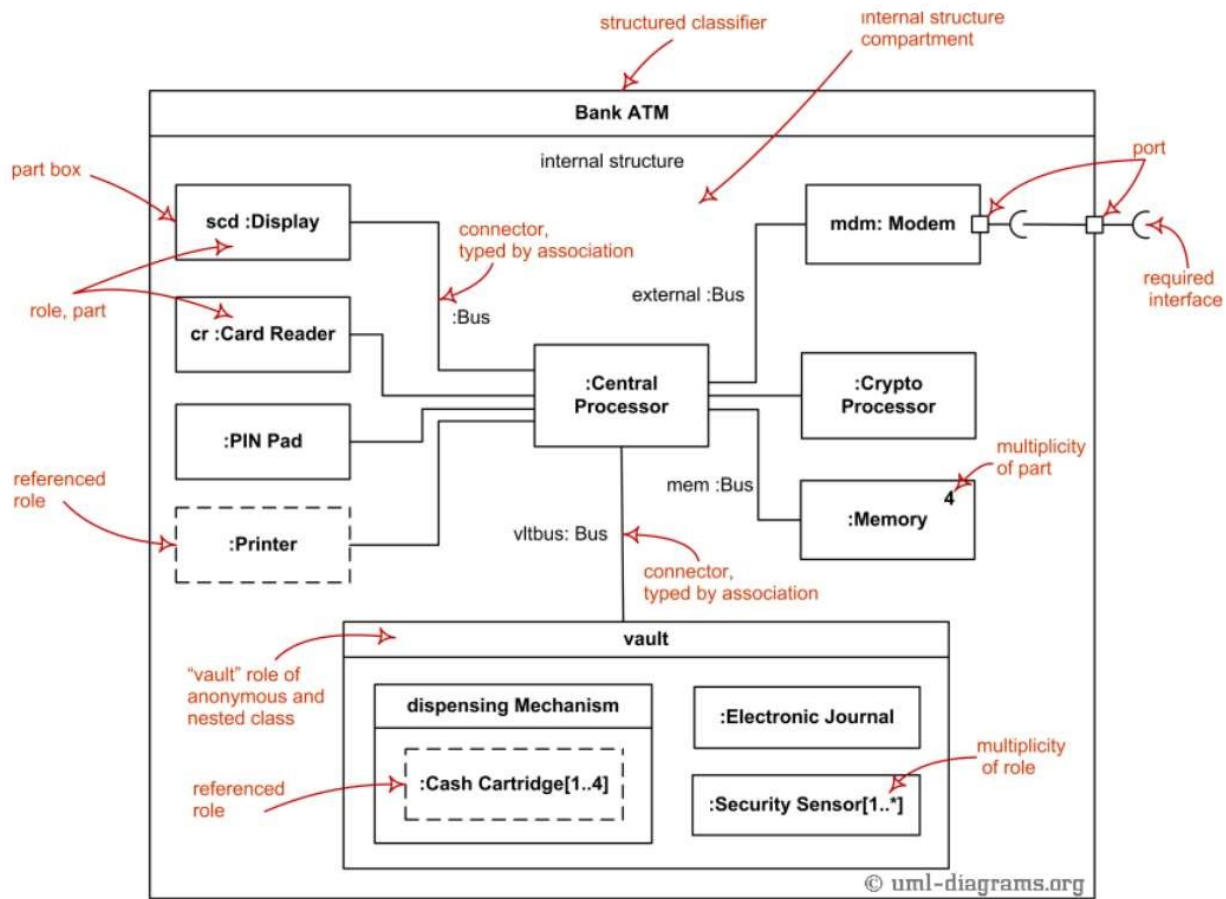 structured classifier
internal structure
compartment
Bank ATM
internal structure
part box
port
scd :Display
mdm: Modem
connector,
typed by association
required
interface
role, part
external :Bus
:Bus
cr :Card Reader
:Central
Processor
:Crypto
Processor
:PIN Pad
multiplicity
of part
referenced
role
mem :Bus
4
:Memory
:Printer
vltbus: Bus
connector,
typed by association
vault
"vault" role of
anonymous and
nested class
dispensing Mechanism
:Electronic Journal
multiplicity
of role
referenced
role
:Cash Cartridge[1..4]
:Security Sensor[1..*]
© uml-diagrams.org